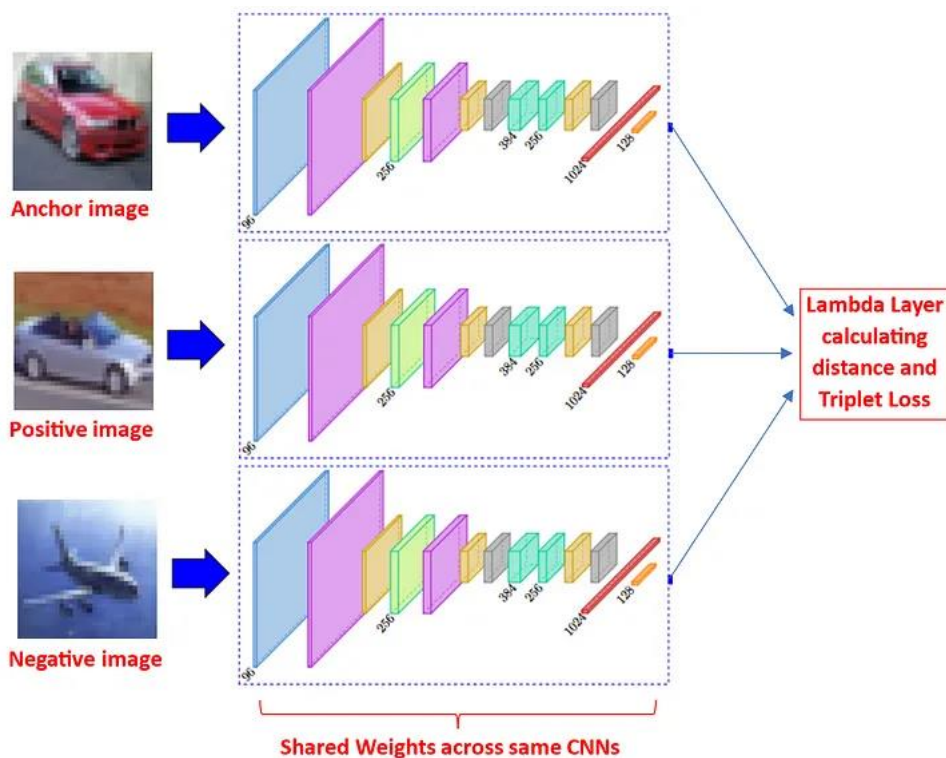 96
256
384
256
1024
128
Anchor image
96
256
384
256
1024
128
Positive image
Lambda Layer
calculating
distance and
Triplet Loss
96
256
384
256
1024
128
Negative image
Shared Weights across same CNNs